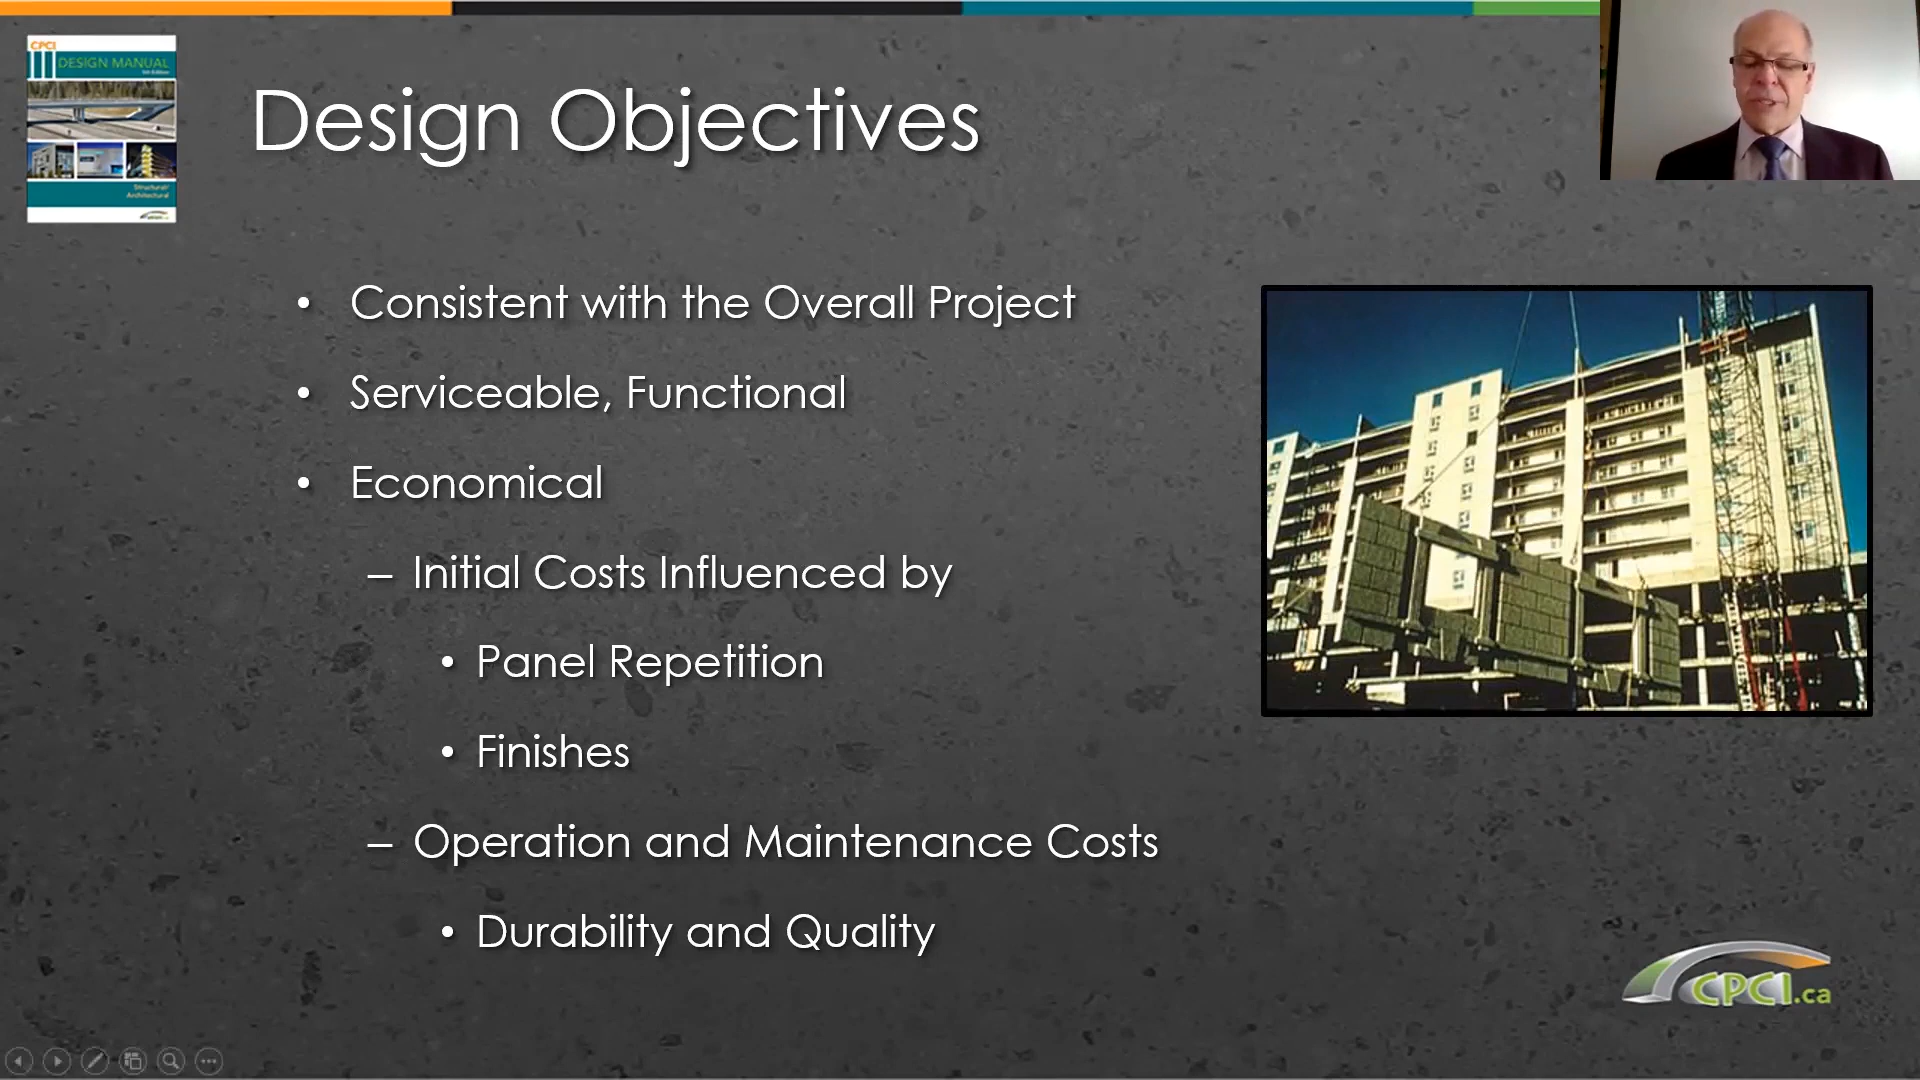 CPCI
DESIGN MANUAL
Structural/
Architectural
Design Objectives
• Consistent with the Overall Project
• Serviceable, Functional
• Economical
– Initial Costs Influenced by
• Panel Repetition
• Finishes
– Operation and Maintenance Costs
• Durability and Quality
CPCI.ca